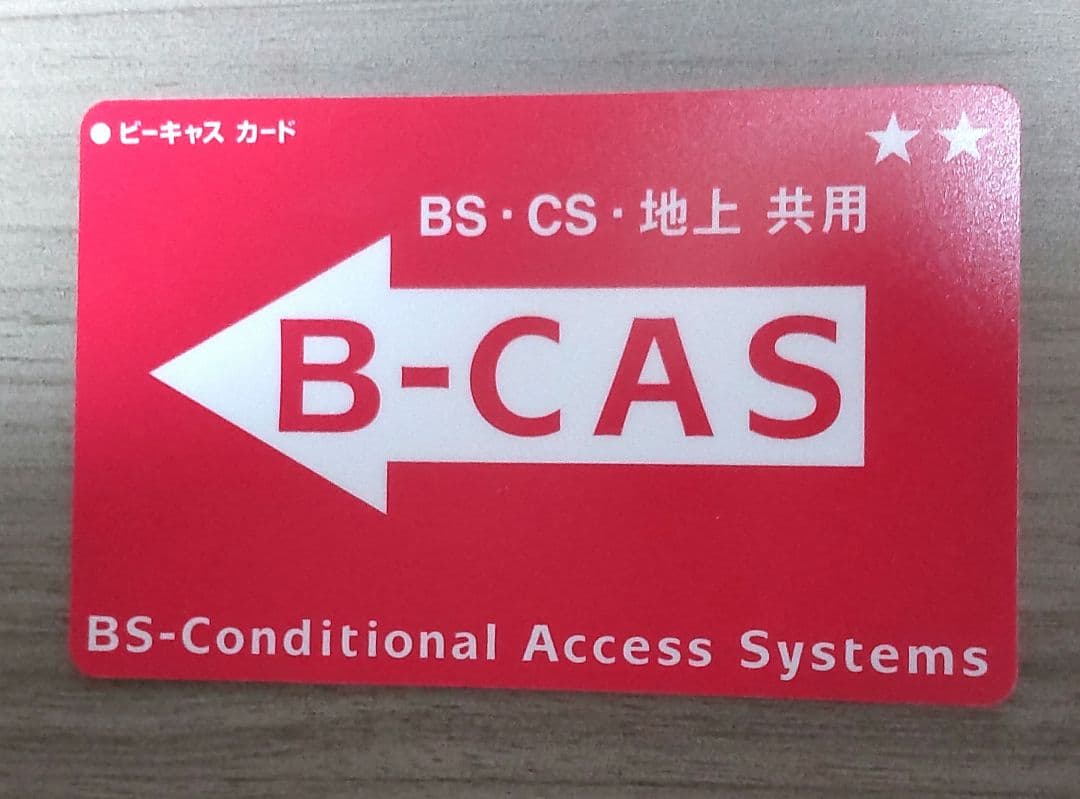 ●ビーキャス カード
★★
BS・CS・地上 共用
B-CAS
BS-Conditional Access Systems